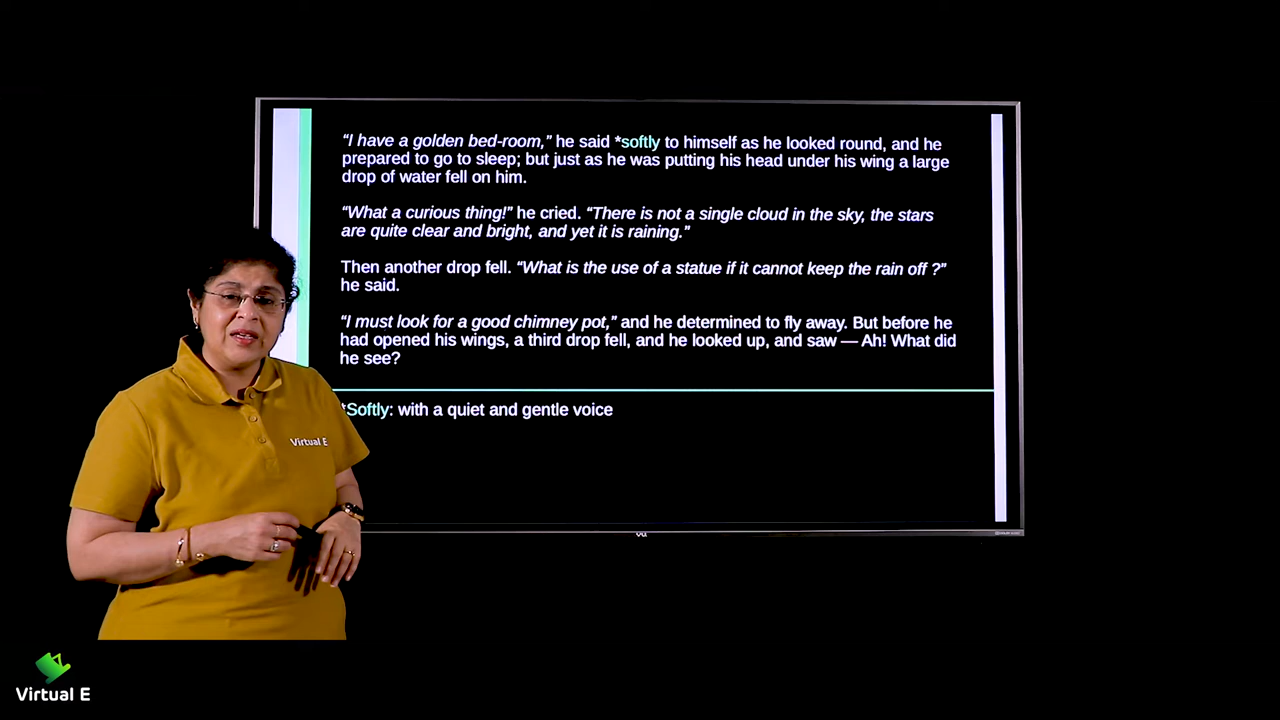 “I have a golden bed-room,” he said *softly to himself as he looked round, and he
prepared to go to sleep; but just as he was putting his head under his wing a large
drop of water fell on him.
“What a curious thing!” he cried. “There is not a single cloud in the sky, the stars
are quite clear and bright, and yet it is raining.”
Then another drop fell. “What is the use of a statue if it cannot keep the rain off ?”
he said.
“I must look for a good chimney pot,” and he determined to fly away. But before he
had opened his wings, a third drop fell, and he looked up, and saw — Ah! What did
he see?
*Softly: with a quiet and gentle voice
Virtual E
Virtual E